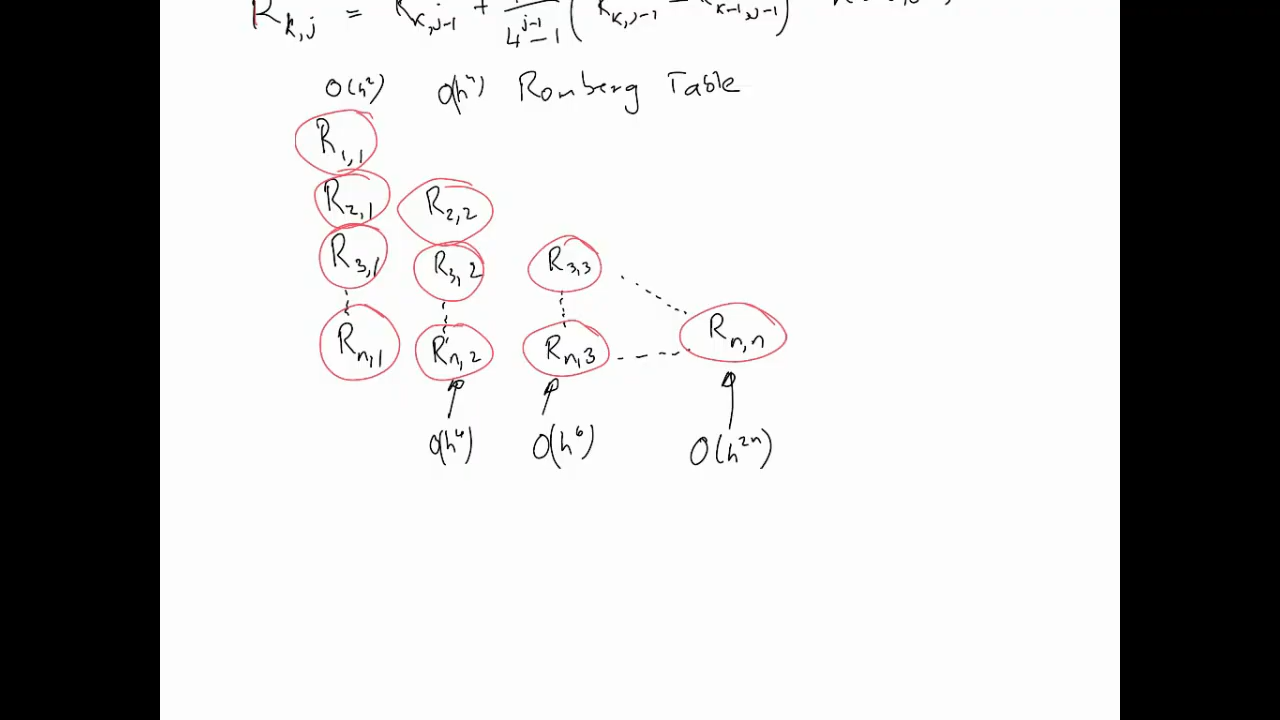 R_{k,j} = R_{k,j-1} + \frac{1}{4^{j-1}-1} ( R_{k,j-1} - R_{k-1,j-1} )
O(h²) O(h⁴) Romberg Table
R_{1,1}
R_{2,1} R_{2,2}
R_{3,1} R_{3,2} R_{3,3}
R_{n,1} R_{n,2} R_{n,3} R_{n,n}
O(h⁴) O(h⁶) O(h^{2n})